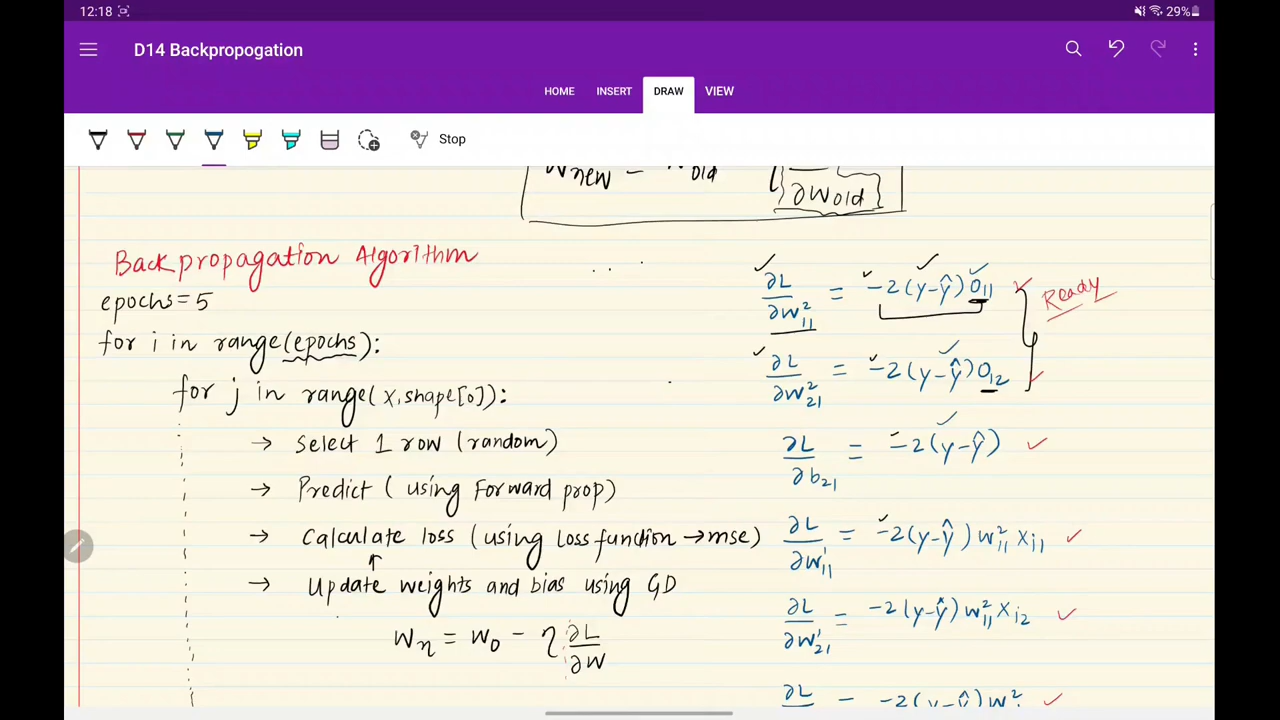 12:18
29%
D14 Backpropogation
HOME INSERT DRAW VIEW
Stop
Wnew = Wold
∂Wold
Backpropagation Algorithm
epochs = 5
for i in range(epochs):
for j in range(X.shape[0]):
→ Select 1 row (random)
→ Predict (using Forward prop)
→ Calculate loss (using Loss function → mse)
→ Update weights and bias using GD
Wn = W0 - η ∂L/∂W
∂L/∂W²11 = -2(y-ŷ)O11
Ready
∂L/∂W²21 = -2(y-ŷ)O12
∂L/∂b21 = -2(y-ŷ)
∂L/∂W¹11 = -2(y-ŷ)W²11 Xi1
∂L/∂W¹21 = -2(y-ŷ)W²11 Xi2
∂L = -2(y-ŷ)W²